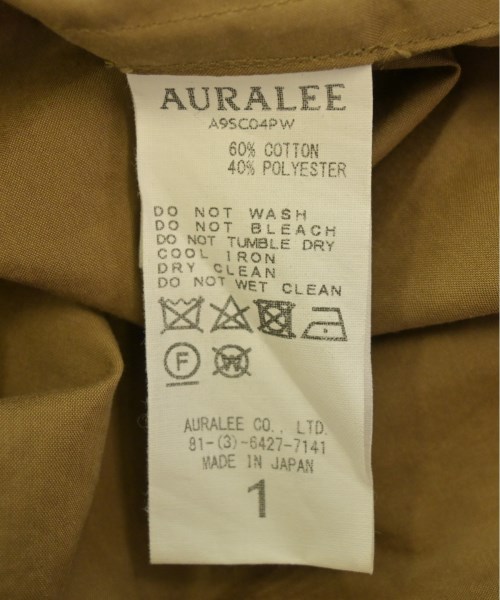 AURALEE
A9SC04PW
60% COTTON
40% POLYESTER
DO NOT WASH
DO NOT BLEACH
DO NOT TUMBLE DRY
COOL IRON
DRY CLEAN
DO NOT WET CLEAN
F W
AURALEE CO., LTD.
81-(3)-6427-7141
MADE IN JAPAN
1